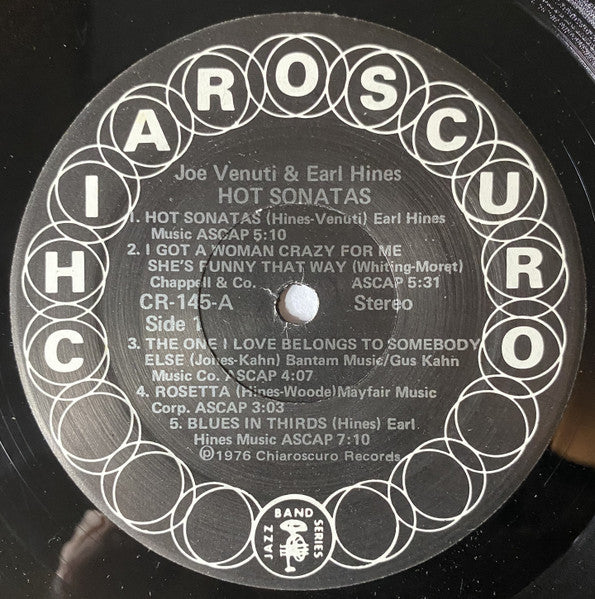 CHIAROSCURO
Joe Venuti & Earl Hines
HOT SONATAS
1. HOT SONATAS (Hines-Venuti) Earl Hines
Music ASCAP 5:10
2. I GOT A WOMAN CRAZY FOR ME
SHE'S FUNNY THAT WAY (Whiting-Moret)
Chappell & Co. ASCAP 5:31
CR-145-A Stereo
Side 1
3. THE ONE I LOVE BELONGS TO SOMEBODY
ELSE (Jones-Kahn) Bantam Music/Gus Kahn
Music Co. ASCAP 4:07
4. ROSETTA (Hines-Woode)Mayfair Music
Corp. ASCAP 3:03
5. BLUES IN THIRDS (Hines) Earl
Hines Music ASCAP 7:10
Ⓟ1976 Chiaroscuro Records
JAZZ BAND SERIES